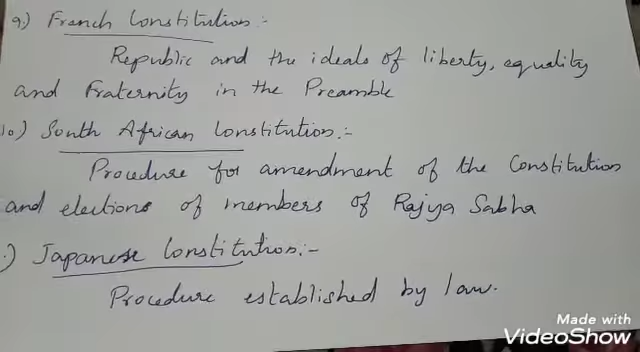 9) French Constitution:-
Republic and the ideals of liberty, equality
and Fraternity in the Preamble
10) South African Constitution:-
Procedure for amendment of the Constitution
and elections of members of Rajya Sabha
.) Japanese Constitution:-
Procedure established by law.
Made with
VideoShow